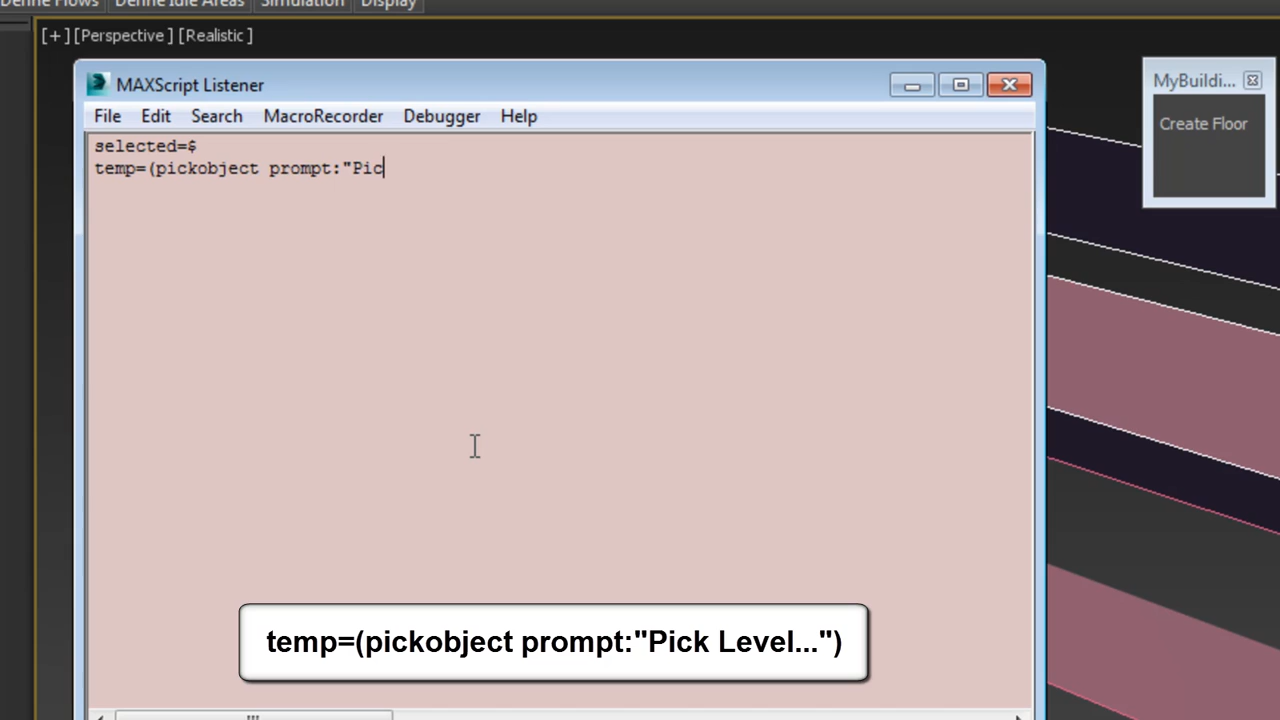 Define Flows Define Idle Areas Simulation Display
[+][Perspective][Realistic]
MAXScript Listener
MyBuildi...
File Edit Search MacroRecorder Debugger Help
Create Floor
selected=$
temp=(pickobject prompt:"Pic
temp=(pickobject prompt:"Pick Level...")